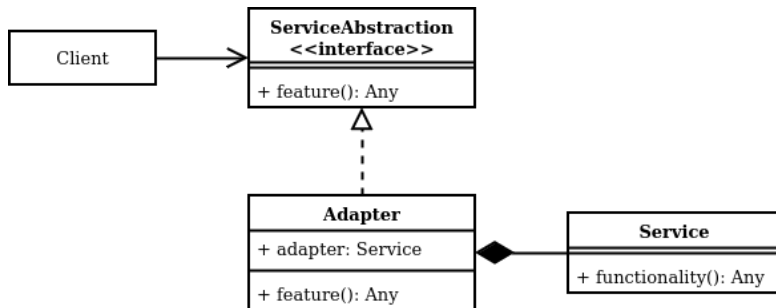 ServiceAbstraction
<<interface>>
Client
+ feature(): Any
Adapter
+ adapter: Service
Service
+ functionality(): Any
+ feature(): Any